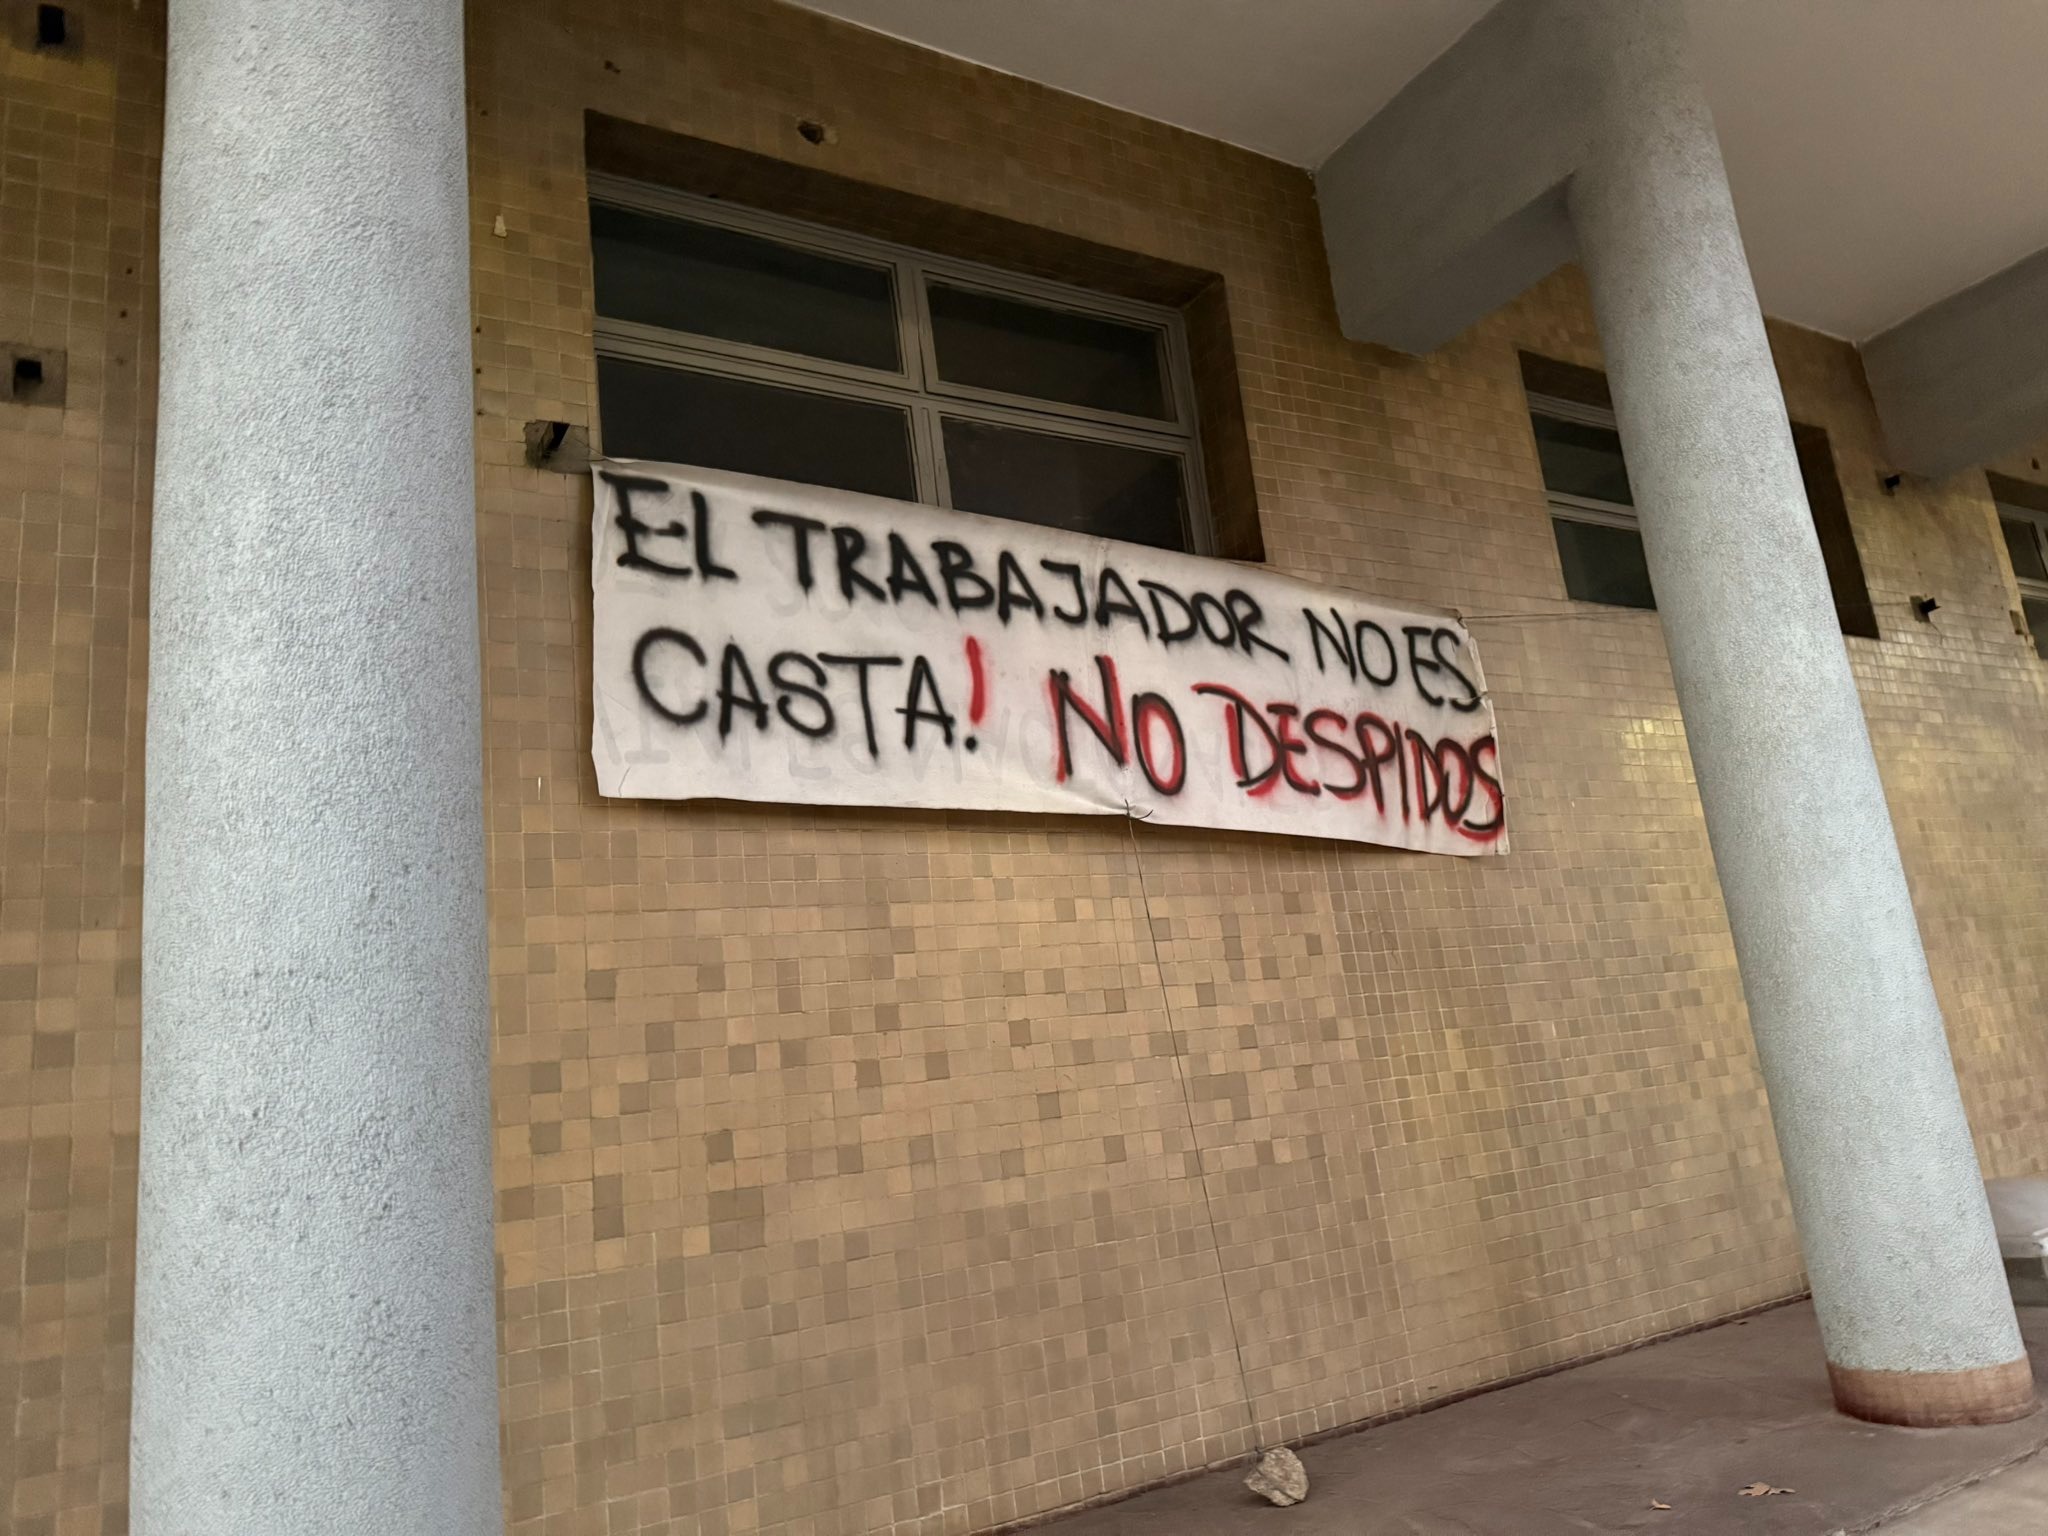 EL TRABAJADOR NO ES
CASTA! NO DESPIDOS